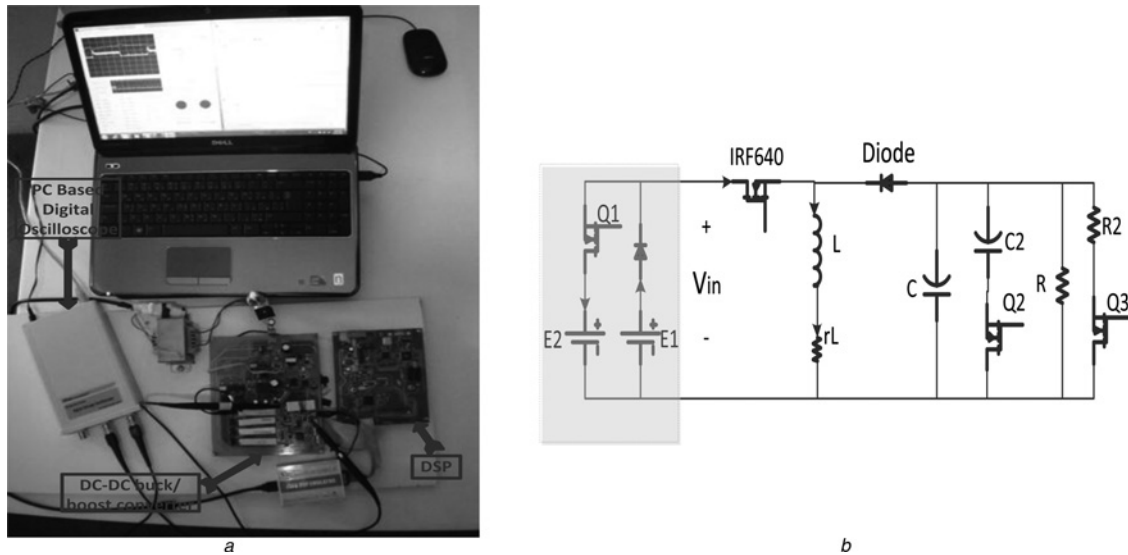 DELL
PC Based
Digital
Oscilloscope
DC-DC buck/
boost converter
DSP
a
IRF640
Diode
Q1
+
Vin
-
E2
E1
L
rL
C
C2
Q2
R
R2
Q3
b